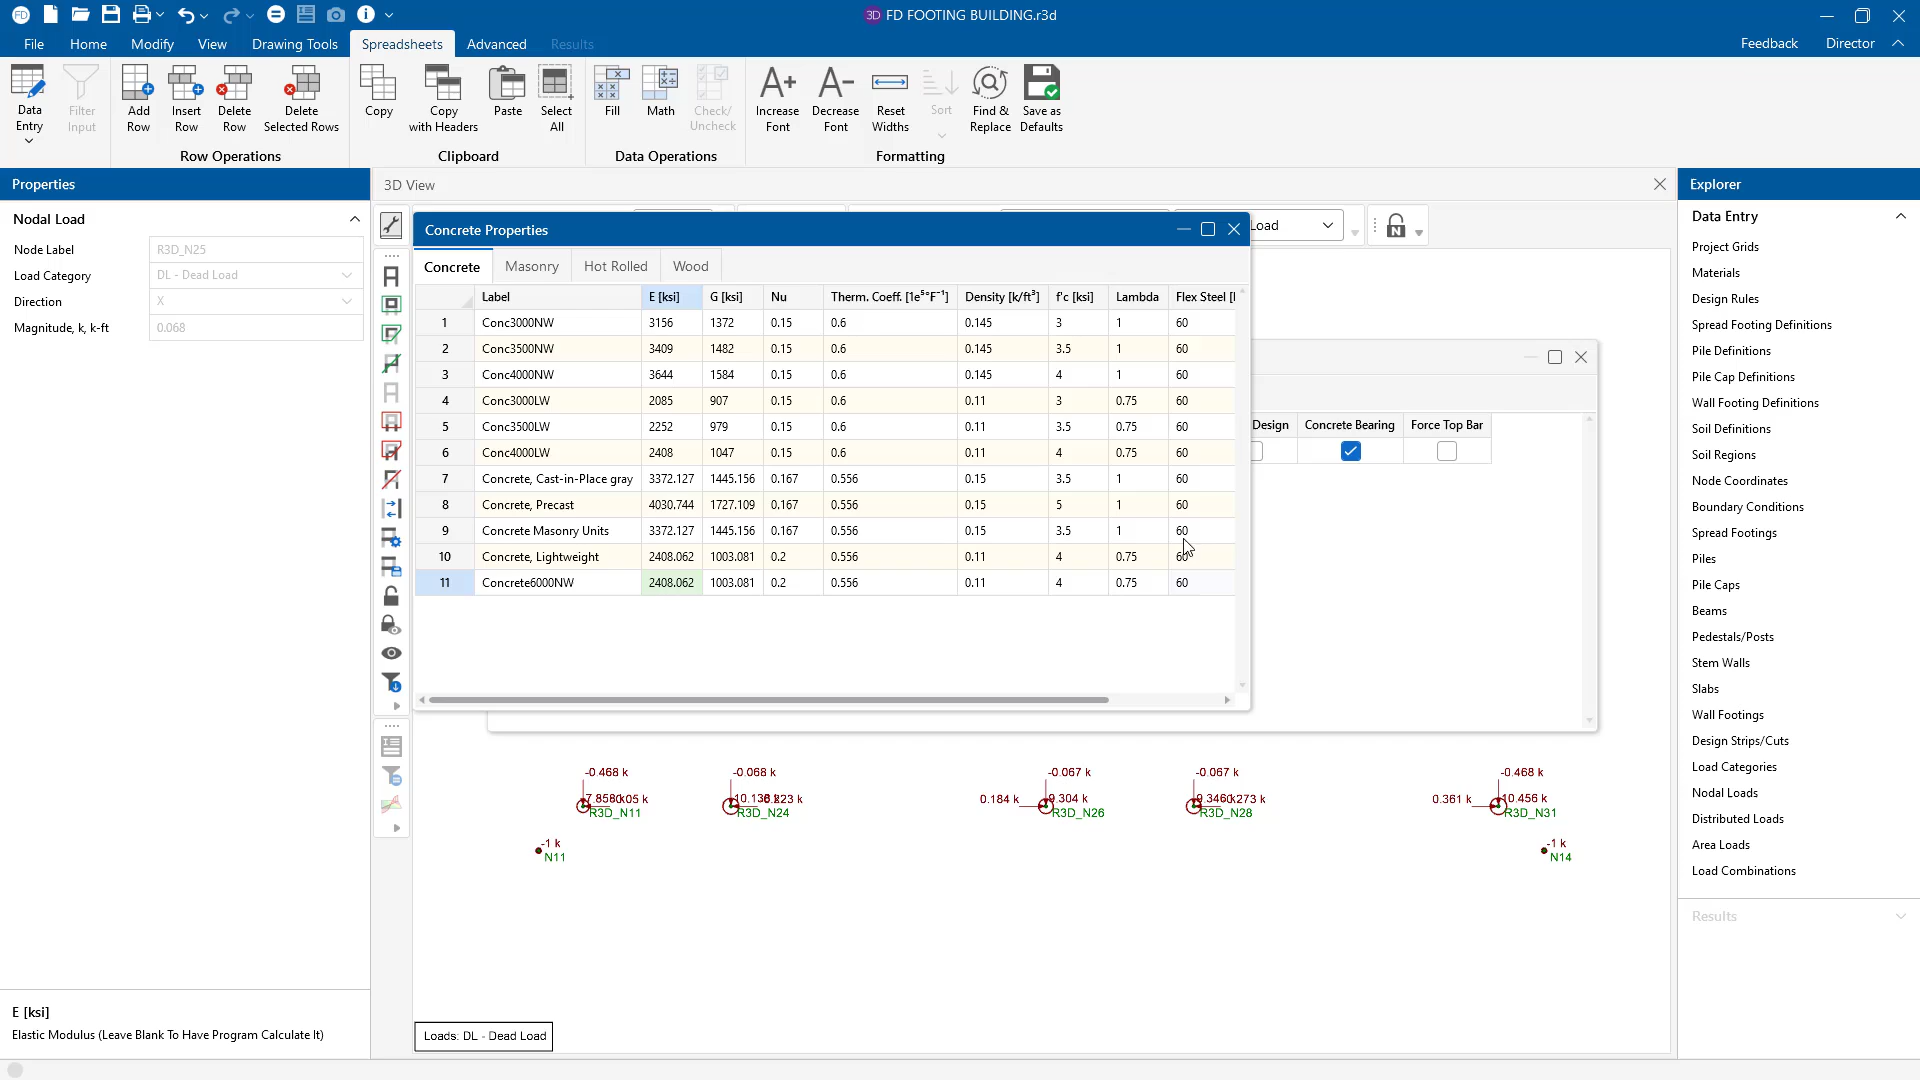 FD
3D FD FOOTING BUILDING.r3d
File Home Modify View Drawing Tools Spreadsheets Advanced Results
Feedback Director
Data Entry
Filter Input
Add Row
Insert Row
Delete Row
Delete Selected Rows
Copy
Copy with Headers
Paste
Select All
Fill
Math
Check/ Uncheck
Increase Font
Decrease Font
Reset Widths
Sort
Find & Replace
Save as Defaults
Row Operations Clipboard Data Operations Formatting
Properties
Nodal Load
Node Label R3D_N25
Load Category DL - Dead Load
Direction X
Magnitude, k, k-ft 0.068
E [ksi]
Elastic Modulus (Leave Blank To Have Program Calculate It)
3D View
Load
N
Concrete Properties
Concrete Masonry Hot Rolled Wood
Label E [ksi] G [ksi] Nu Therm. Coeff. [1e⁵°F⁻¹] Density [k/ft³] f'c [ksi] Lambda Flex Steel [
1 Conc3000NW 3156 1372 0.15 0.6 0.145 3 1 60
2 Conc3500NW 3409 1482 0.15 0.6 0.145 3.5 1 60
3 Conc4000NW 3644 1584 0.15 0.6 0.145 4 1 60
4 Conc3000LW 2085 907 0.15 0.6 0.11 3 0.75 60
5 Conc3500LW 2252 979 0.15 0.6 0.11 3.5 0.75 60
6 Conc4000LW 2408 1047 0.15 0.6 0.11 4 0.75 60
7 Concrete, Cast-in-Place gray 3372.127 1445.156 0.167 0.556 0.15 3.5 1 60
8 Concrete, Precast 4030.744 1727.109 0.167 0.556 0.15 5 1 60
9 Concrete Masonry Units 3372.127 1445.156 0.167 0.556 0.15 3.5 1 60
10 Concrete, Lightweight 2408.062 1003.081 0.2 0.556 0.11 4 0.75 60
11 Concrete6000NW 2408.062 1003.081 0.2 0.556 0.11 4 0.75 60
Design Concrete Bearing Force Top Bar
-0.468 k -0.068 k -0.067 k -0.067 k -0.468 k
0.184 k 9.304 k 0.361 k 10.456 k
R3D_N11 R3D_N24 R3D_N26 R3D_N28 R3D_N31
-1 k -1 k
N11 N14
Loads: DL - Dead Load
Explorer
Data Entry
Project Grids
Materials
Design Rules
Spread Footing Definitions
Pile Definitions
Pile Cap Definitions
Wall Footing Definitions
Soil Definitions
Soil Regions
Node Coordinates
Boundary Conditions
Spread Footings
Piles
Pile Caps
Beams
Pedestals/Posts
Stem Walls
Slabs
Wall Footings
Design Strips/Cuts
Load Categories
Nodal Loads
Distributed Loads
Area Loads
Load Combinations
Results